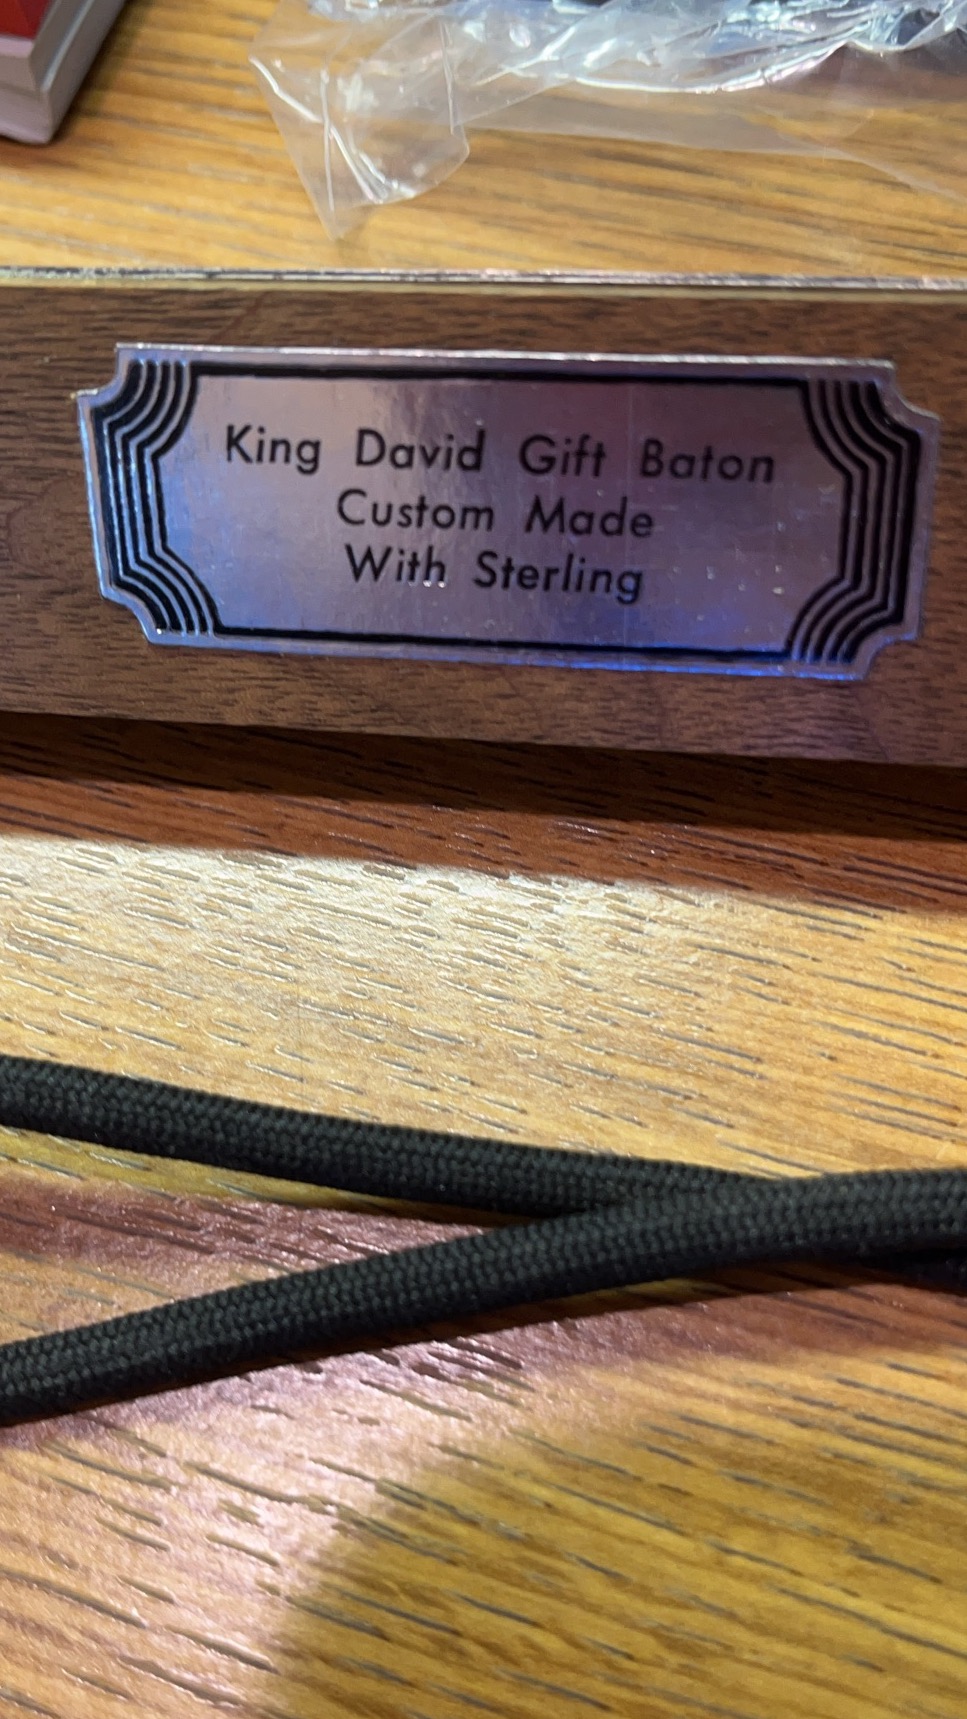 King David Gift Baton
Custom Made
With Sterling